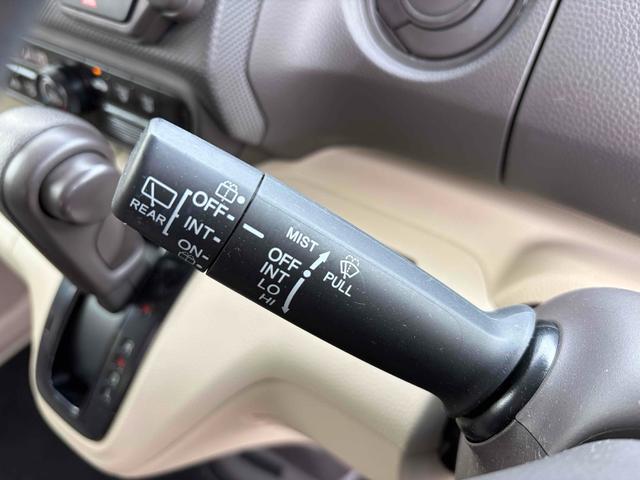 REAR
OFF
INT
ON
MIST
OFF
INT
LO
HI
PULL